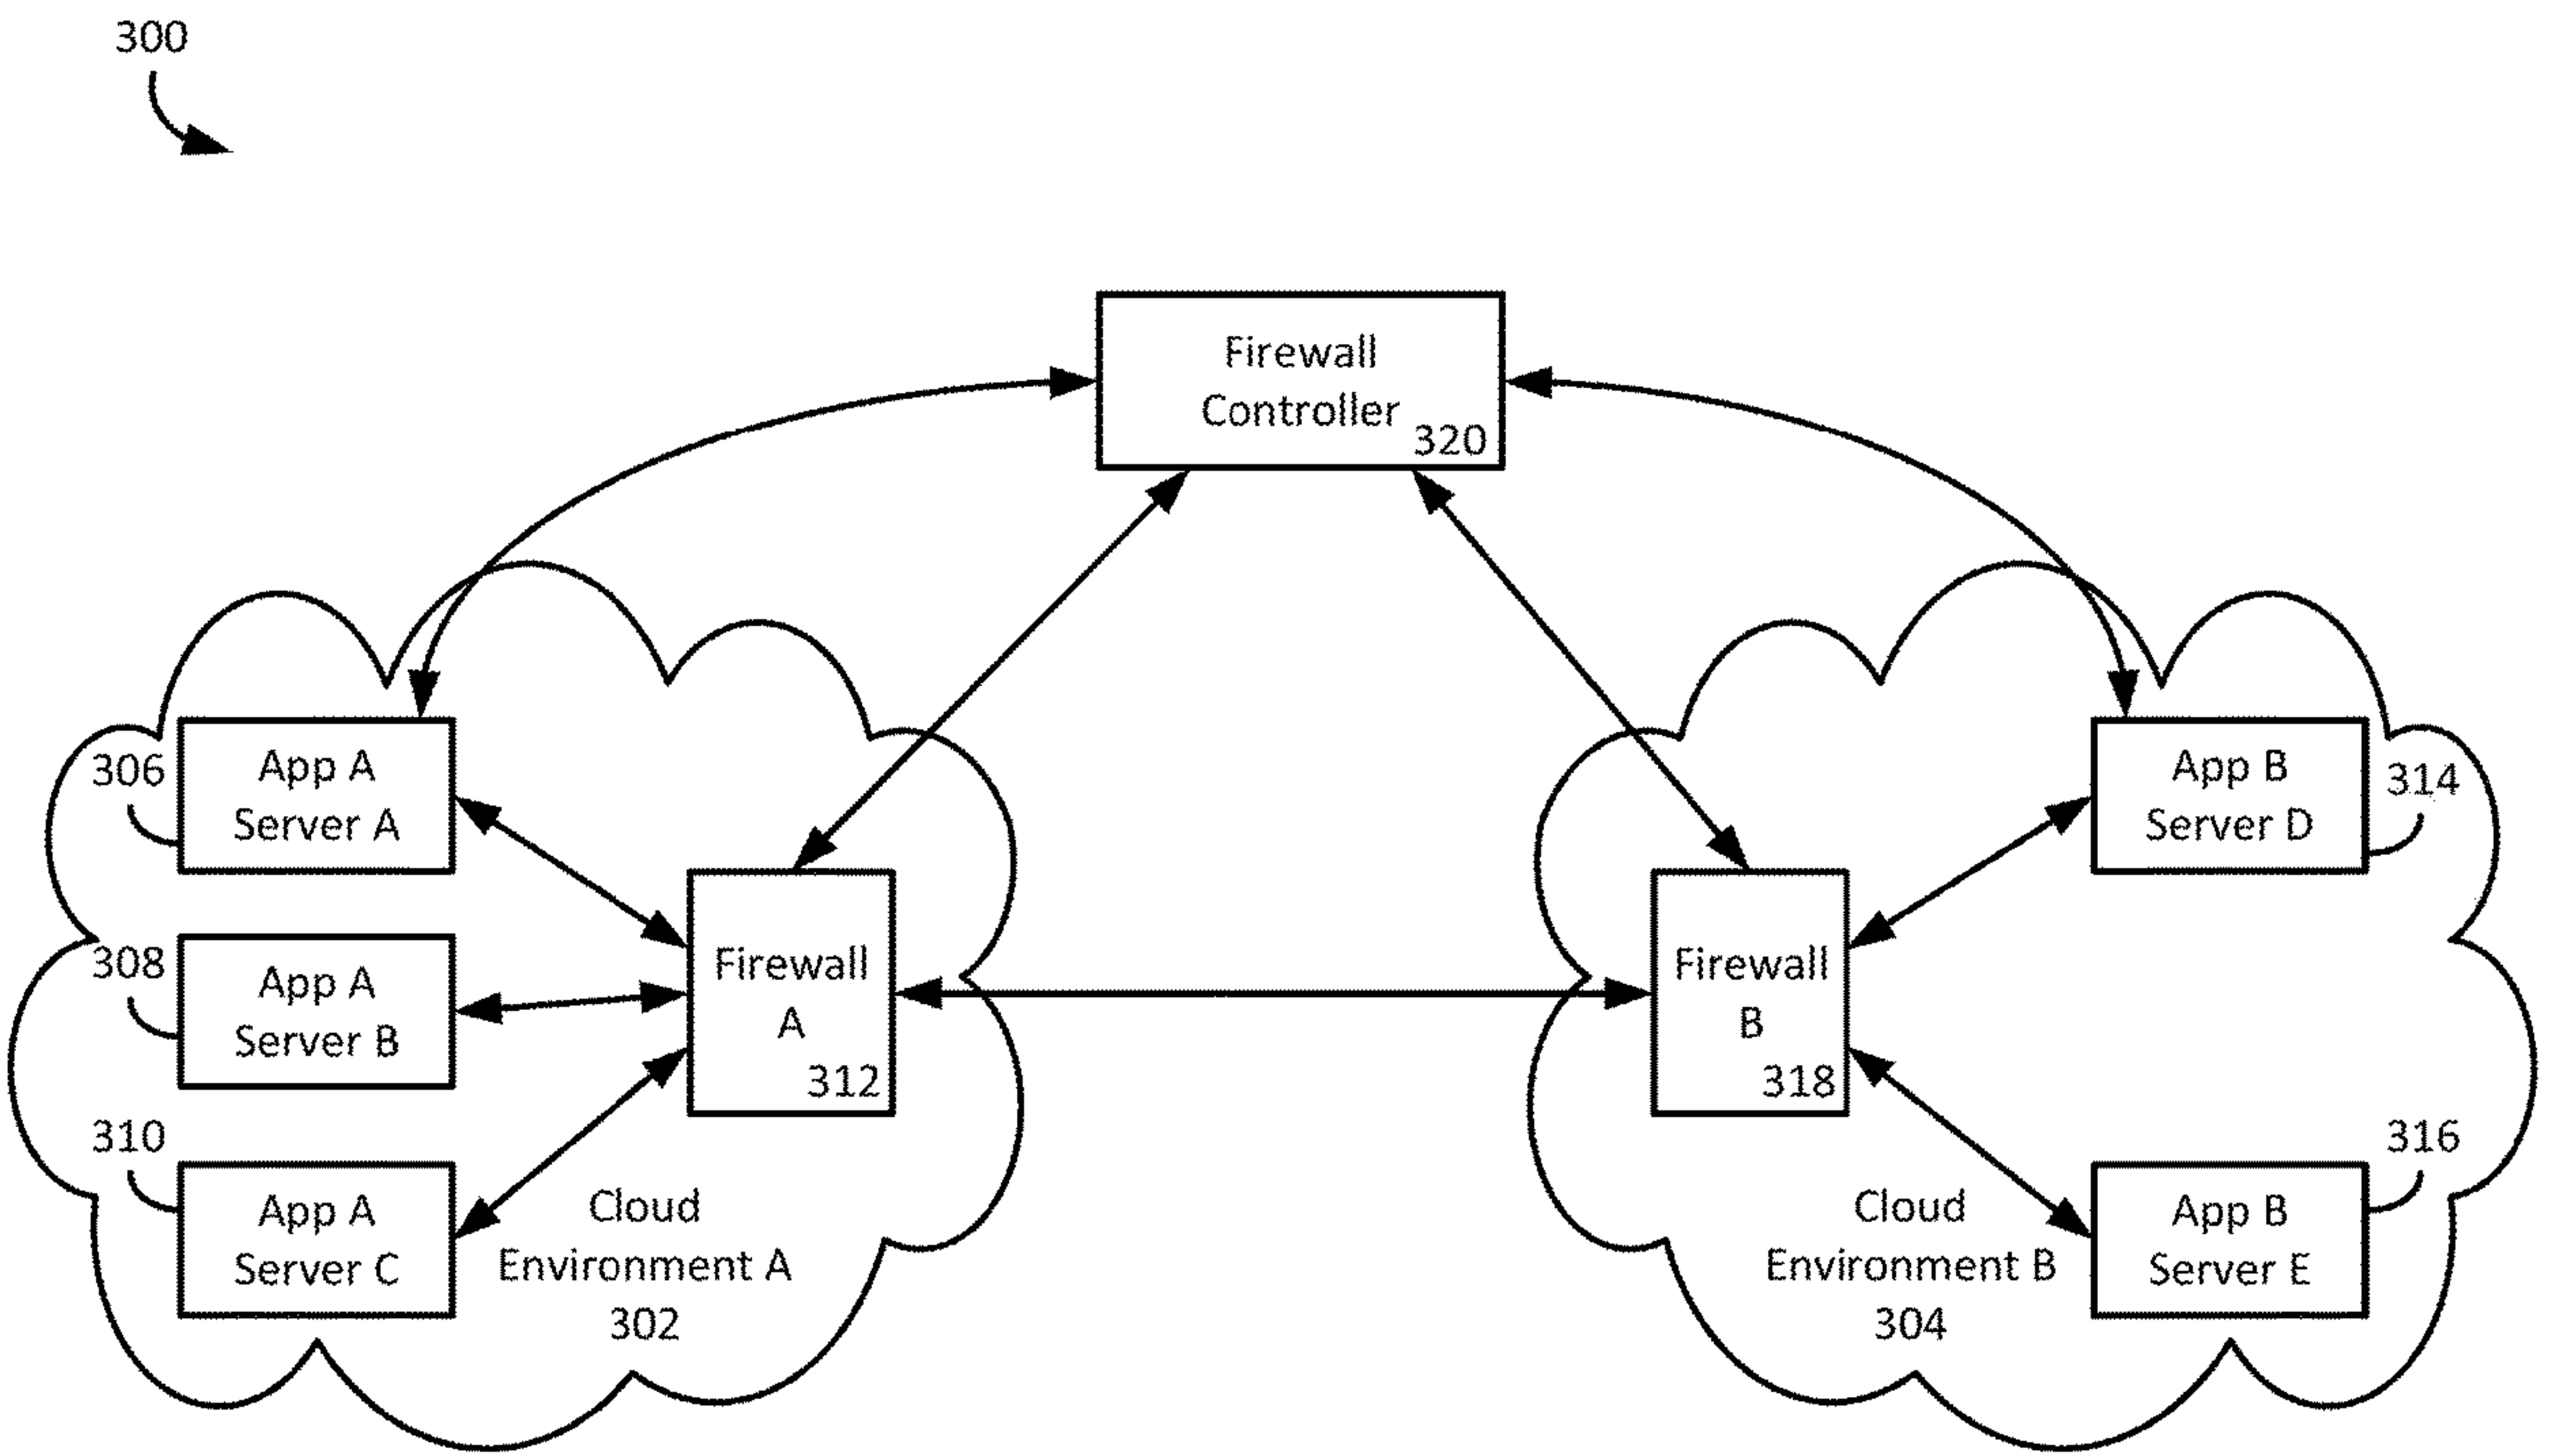 300
Firewall
Controller
320
306
App A
Server A
308
App A
Server B
310
App A
Server C
Firewall
A
312
Cloud
Environment A
302
Firewall
B
318
App B
Server D
314
316
App B
Server E
Cloud
Environment B
304